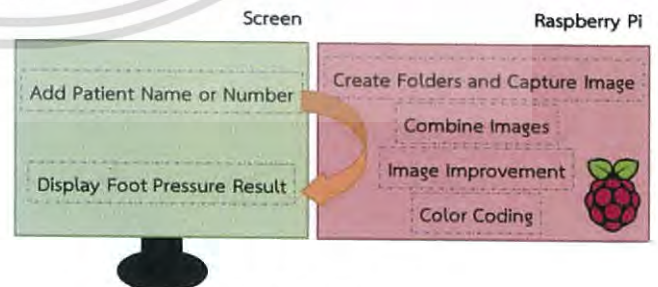 Screen
Add Patient Name or Number
Display Foot Pressure Result
Raspberry Pi
Create Folders and Capture Image
Combine Images
Image Improvement
Color Coding